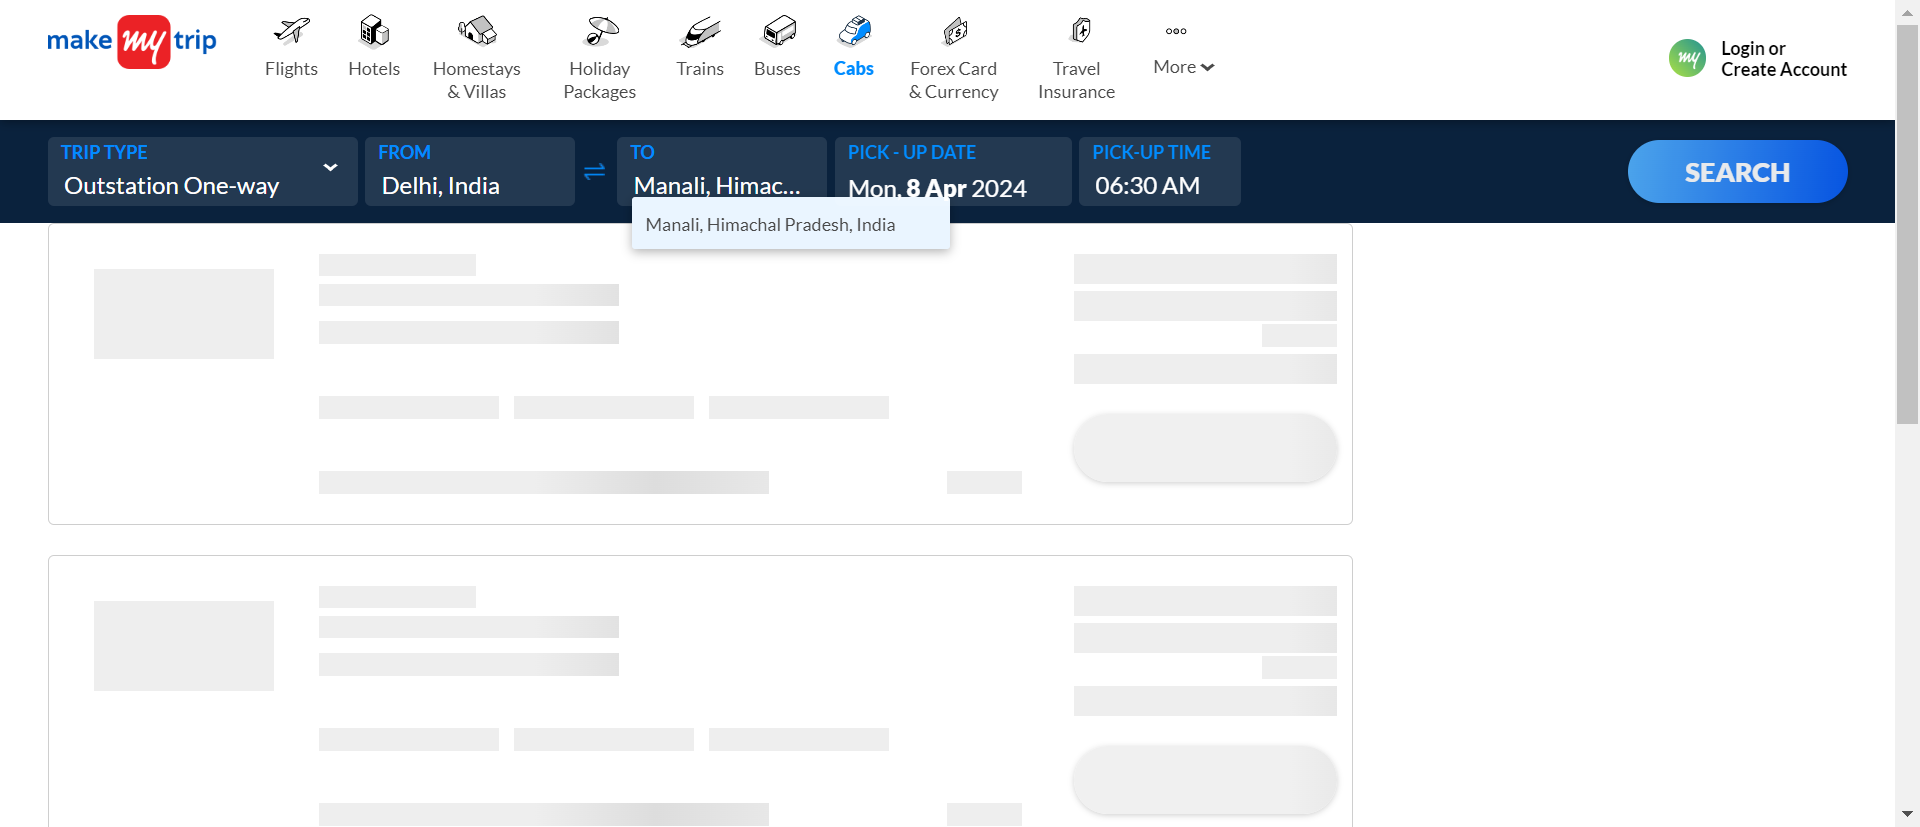 make my trip
Flights
Hotels
Homestays
& Villas
Holiday
Packages
Trains
Buses
Cabs
Forex Card
& Currency
Travel
Insurance
More
my
Login or
Create Account
TRIP TYPE
Outstation One-way
FROM
Delhi, India
TO
Manali, Himac...
PICK - UP DATE
Mon, 8 Apr 2024
PICK-UP TIME
06:30 AM
SEARCH
Manali, Himachal Pradesh, India